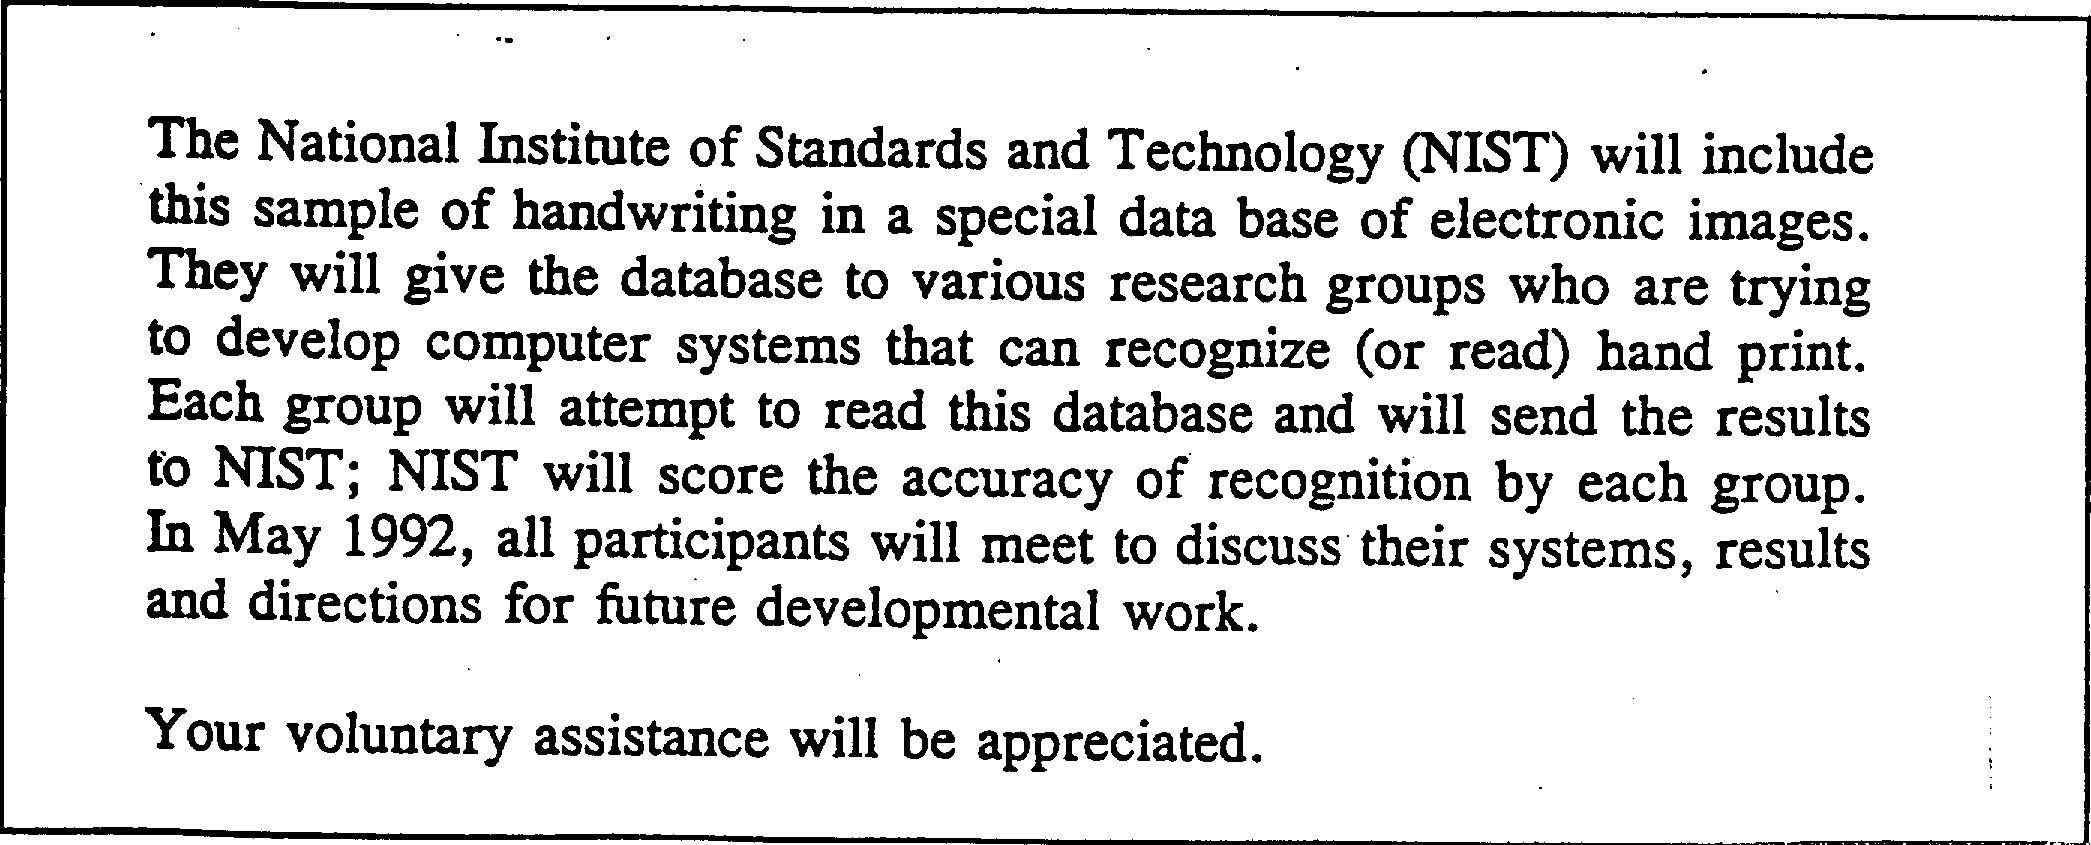 The National Institute of Standards and Technology (NIST) will include
this sample of handwriting in a special data base of electronic images.
They will give the database to various research groups who are trying
to develop computer systems that can recognize (or read) hand print.
Each group will attempt to read this database and will send the results
to NIST; NIST will score the accuracy of recognition by each group.
In May 1992, all participants will meet to discuss their systems, results
and directions for future developmental work.
Your voluntary assistance will be appreciated.